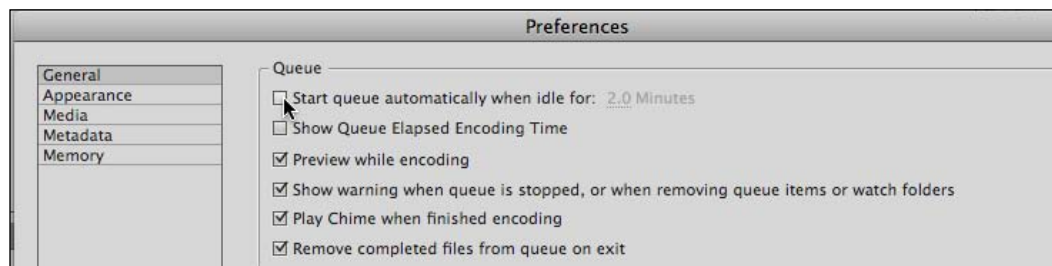 Preferences
General
Appearance
Media
Metadata
Memory
Queue
Start queue automatically when idle for: 2.0 Minutes
Show Queue Elapsed Encoding Time
Preview while encoding
Show warning when queue is stopped, or when removing queue items or watch folders
Play Chime when finished encoding
Remove completed files from queue on exit